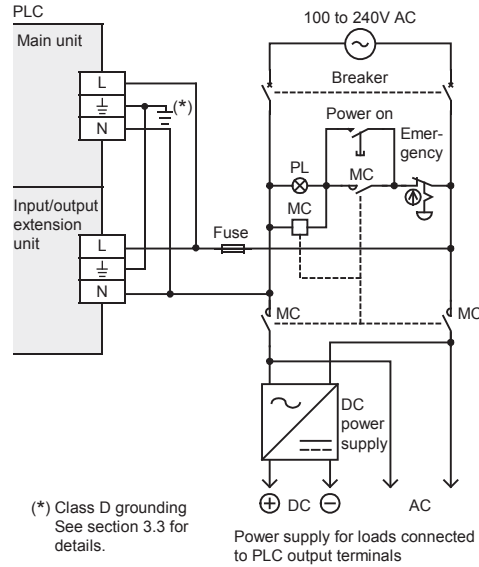 PLC
100 to 240V AC
Main unit
Breaker
L
(*)
N
Power on
Emer-
gency
PL
MC
MC
Input/output
extension
unit
Fuse
L
N
MC
MC
DC
power
supply
DC
AC
(*) Class D grounding
See section 3.3 for
details.
Power supply for loads connected
to PLC output terminals